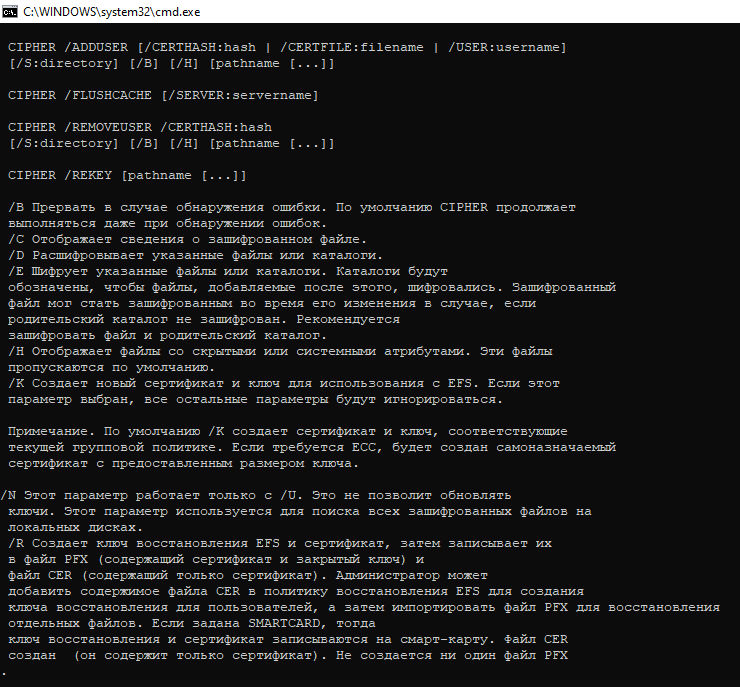 C:\WINDOWS\system32\cmd.exe
CIPHER /ADDUSER [/CERTHASH:hash | /CERTFILE:filename | /USER:username]
[/S:directory] [/B] [/H] [pathname [...]]
CIPHER /FLUSHCACHE [/SERVER:servername]
CIPHER /REMOVEUSER /CERTHASH:hash
[/S:directory] [/B] [/H] [pathname [...]]
CIPHER /REKEY [pathname [...]]
/B Прервать в случае обнаружения ошибки. По умолчанию CIPHER продолжает
выполняться даже при обнаружении ошибок.
/C Отображает сведения о зашифрованном файле.
/D Расшифровывает указанные файлы или каталоги.
/E Шифрует указанные файлы или каталоги. Каталоги будут
обозначены, чтобы файлы, добавляемые после этого, шифровались. Зашифрованный
файл мог стать зашифрованным во время его изменения в случае, если
родительский каталог не зашифрован. Рекомендуется
зашифровать файл и родительский каталог.
/H Отображает файлы со скрытыми или системными атрибутами. Эти файлы
пропускаются по умолчанию.
/K Создает новый сертификат и ключ для использования с EFS. Если этот
параметр выбран, все остальные параметры будут игнорироваться.
Примечание. По умолчанию /K создает сертификат и ключ, соответствующие
текущей групповой политике. Если требуется ECC, будет создан самоназначаемый
сертификат с предоставленным размером ключа.
/N Этот параметр работает только с /U. Это не позволит обновлять
ключи. Этот параметр используется для поиска всех зашифрованных файлов на
локальных дисках.
/R Создает ключ восстановления EFS и сертификат, затем записывает их
в файл PFX (содержащий сертификат и закрытый ключ) и
файл CER (содержащий только сертификат). Администратор может
добавить содержимое файла CER в политику восстановления EFS для создания
ключа восстановления для пользователей, а затем импортировать файл PFX для восстановления
отдельных файлов. Если задана SMARTCARD, тогда
ключ восстановления и сертификат записываются на смарт-карту. Файл CER
создан  (он содержит только сертификат). Не создается ни один файл PFX
.